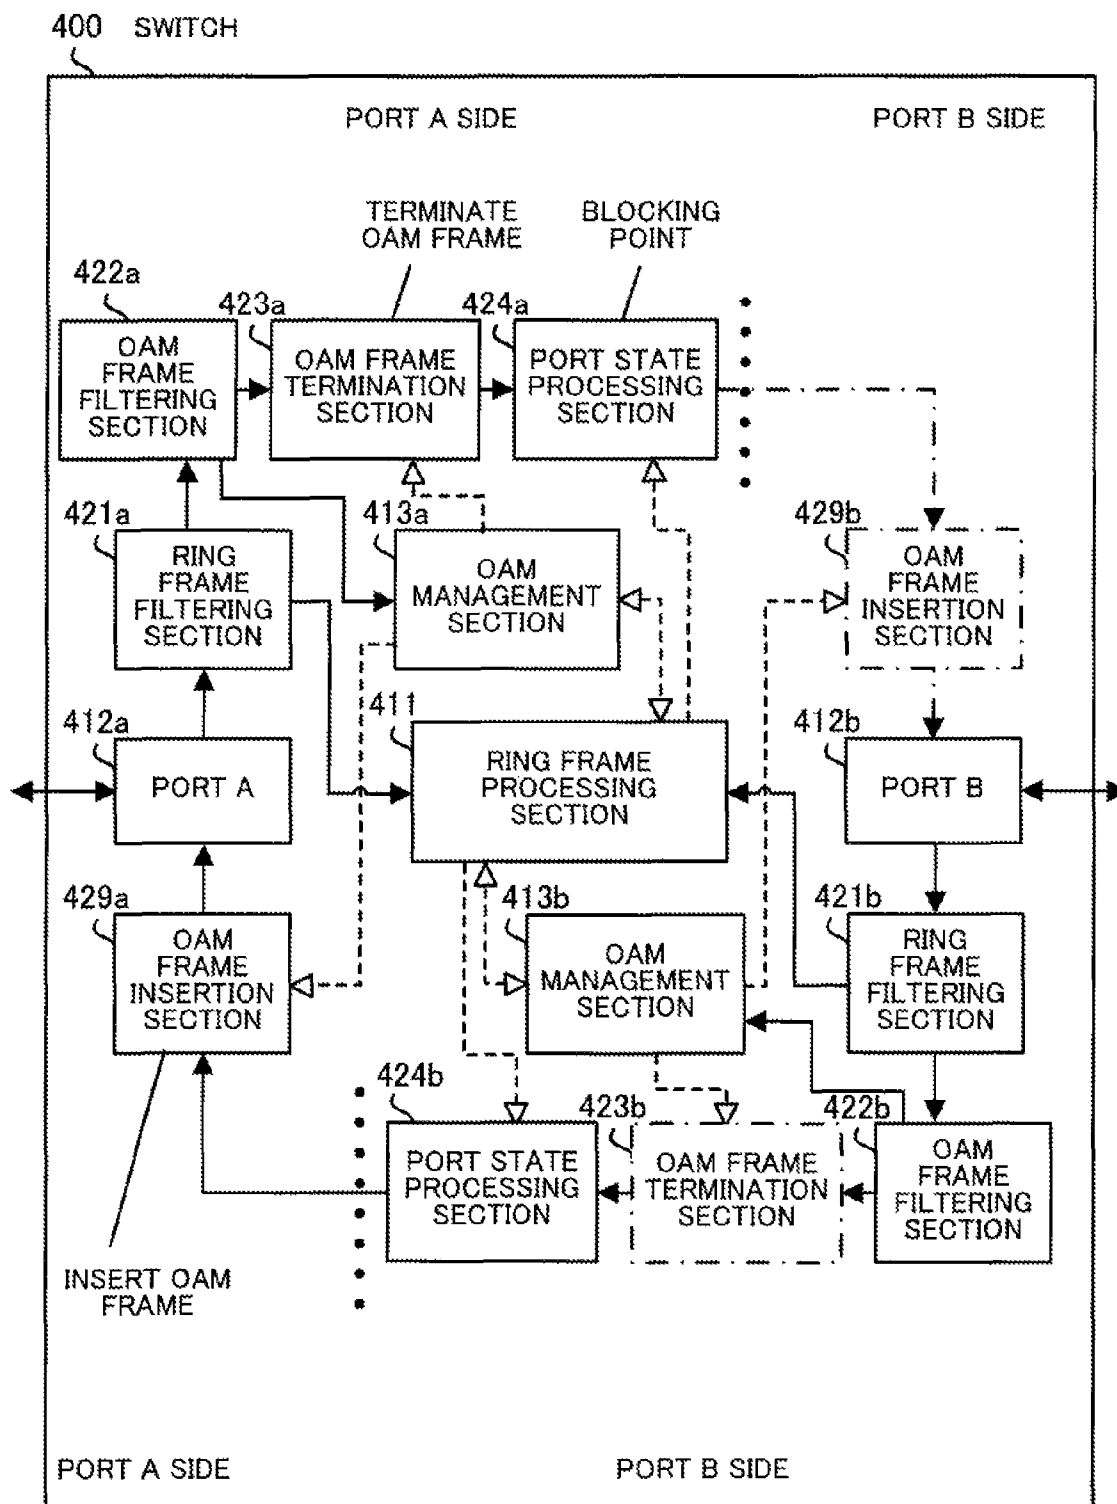 400 SWITCH
PORT A SIDE
PORT B SIDE
TERMINATE
OAM FRAME
BLOCKING
POINT
422a
OAM
FRAME
FILTERING
SECTION
423a
OAM FRAME
TERMINATION
SECTION
424a
PORT STATE
PROCESSING
SECTION
421a
RING
FRAME
FILTERING
SECTION
413a
OAM
MANAGEMENT
SECTION
429b
OAM
FRAME
INSERTION
SECTION
412a
PORT A
411
RING FRAME
PROCESSING
SECTION
412b
PORT B
429a
OAM
FRAME
INSERTION
SECTION
413b
OAM
MANAGEMENT
SECTION
421b
RING
FRAME
FILTERING
SECTION
424b
PORT STATE
PROCESSING
SECTION
423b
OAM FRAME
TERMINATION
SECTION
422b
OAM
FRAME
FILTERING
SECTION
INSERT OAM
FRAME
PORT A SIDE
PORT B SIDE